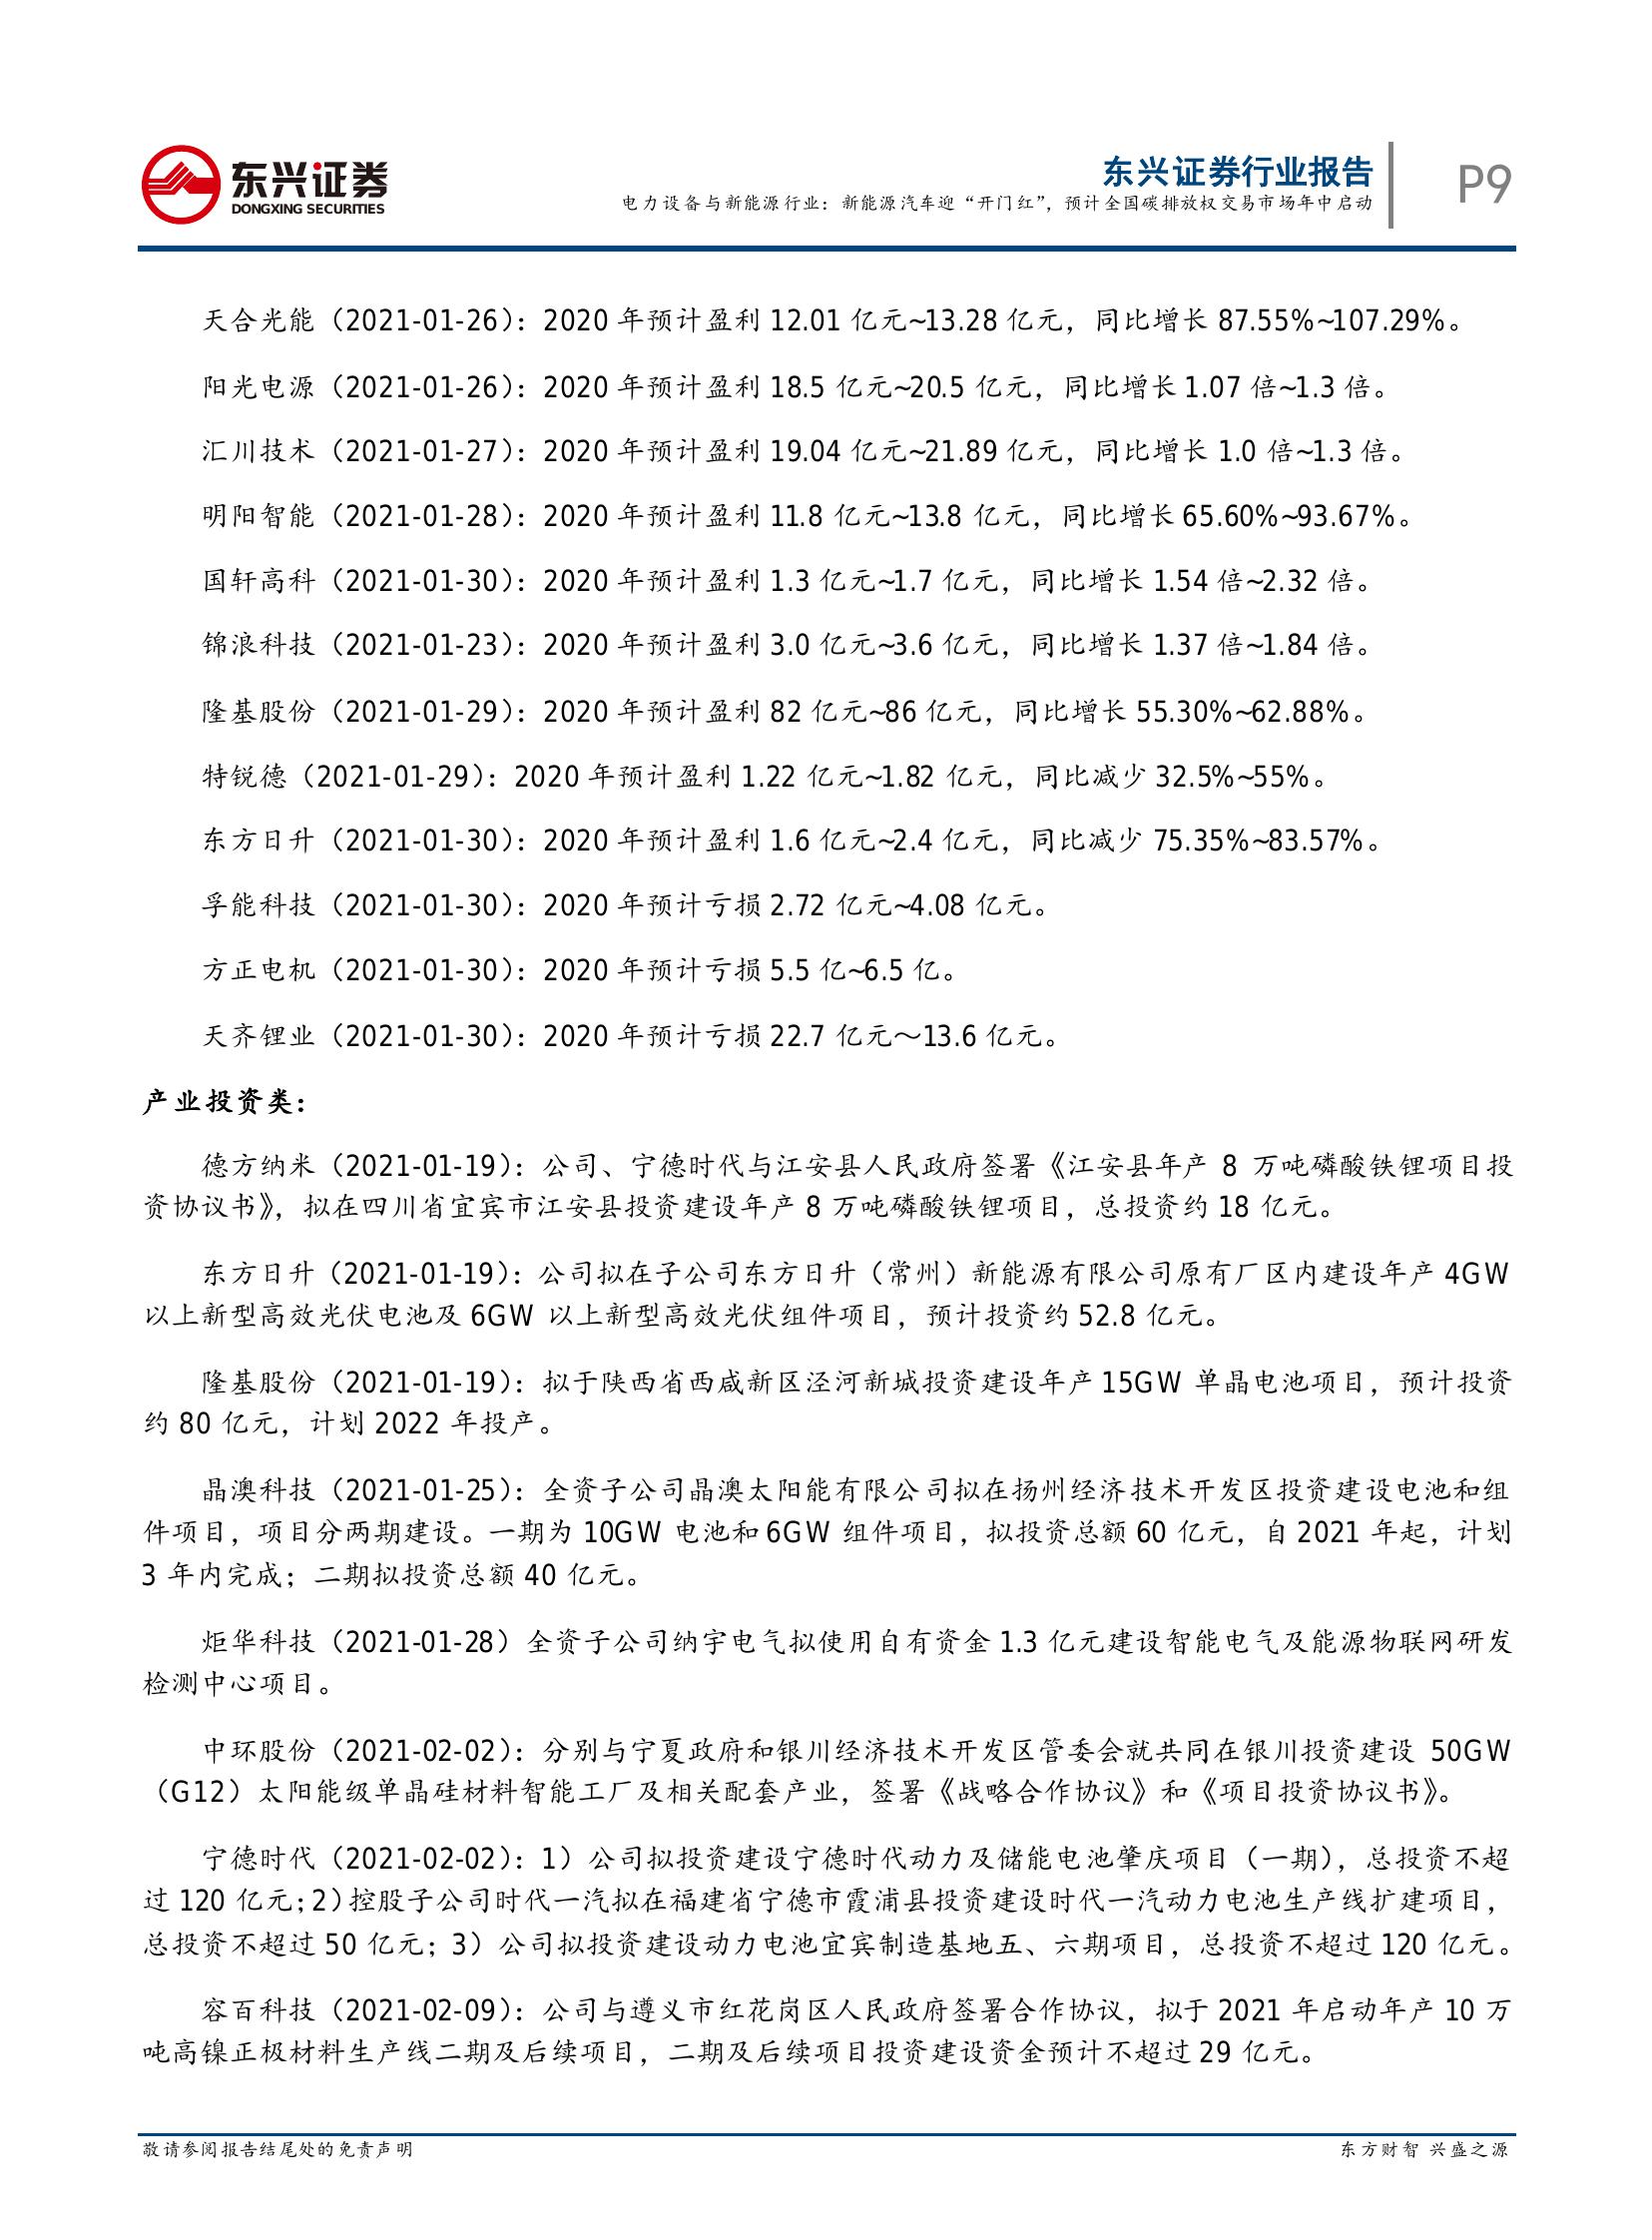 东兴证券
DONGXING SECURITIES
东兴证券行业报告
电力设备与新能源行业：新能源汽车迎“开门红”，预计全国碳排放权交易市场年中启动
P9
天合光能（2021-01-26）：2020 年预计盈利 12.01 亿元~13.28 亿元，同比增长 87.55%~107.29%。
阳光电源（2021-01-26）：2020 年预计盈利 18.5 亿元~20.5 亿元，同比增长 1.07 倍~1.3 倍。
汇川技术（2021-01-27）：2020 年预计盈利 19.04 亿元~21.89 亿元，同比增长 1.0 倍~1.3 倍。
明阳智能（2021-01-28）：2020 年预计盈利 11.8 亿元~13.8 亿元，同比增长 65.60%~93.67%。
国轩高科（2021-01-30）：2020 年预计盈利 1.3 亿元~1.7 亿元，同比增长 1.54 倍~2.32 倍。
锦浪科技（2021-01-23）：2020 年预计盈利 3.0 亿元~3.6 亿元，同比增长 1.37 倍~1.84 倍。
隆基股份（2021-01-29）：2020 年预计盈利 82 亿元~86 亿元，同比增长 55.30%~62.88%。
特锐德（2021-01-29）：2020 年预计盈利 1.22 亿元~1.82 亿元，同比减少 32.5%~55%。
东方日升（2021-01-30）：2020 年预计盈利 1.6 亿元~2.4 亿元，同比减少 75.35%~83.57%。
孚能科技（2021-01-30）：2020 年预计亏损 2.72 亿元~4.08 亿元。
方正电机（2021-01-30）：2020 年预计亏损 5.5 亿~6.5 亿。
天齐锂业（2021-01-30）：2020 年预计亏损 22.7 亿元～13.6 亿元。
产业投资类：
德方纳米（2021-01-19）：公司、宁德时代与江安县人民政府签署《江安县年产 8 万吨磷酸铁锂项目投
资协议书》，拟在四川省宜宾市江安县投资建设年产 8 万吨磷酸铁锂项目，总投资约 18 亿元。
东方日升（2021-01-19）：公司拟在子公司东方日升（常州）新能源有限公司原有厂区内建设年产 4GW
以上新型高效光伏电池及 6GW 以上新型高效光伏组件项目，预计投资约 52.8 亿元。
隆基股份（2021-01-19）：拟于陕西省西咸新区泾河新城投资建设年产 15GW 单晶电池项目，预计投资
约 80 亿元，计划 2022 年投产。
晶澳科技（2021-01-25）：全资子公司晶澳太阳能有限公司拟在扬州经济技术开发区投资建设电池和组
件项目，项目分两期建设。一期为 10GW 电池和 6GW 组件项目，拟投资总额 60 亿元，自 2021 年起，计划
3 年内完成；二期拟投资总额 40 亿元。
炬华科技（2021-01-28）全资子公司纳宇电气拟使用自有资金 1.3 亿元建设智能电气及能源物联网研发
检测中心项目。
中环股份（2021-02-02）：分别与宁夏政府和银川经济技术开发区管委会就共同在银川投资建设 50GW
（G12）太阳能级单晶硅材料智能工厂及相关配套产业，签署《战略合作协议》和《项目投资协议书》。
宁德时代（2021-02-02）：1）公司拟投资建设宁德时代动力及储能电池肇庆项目（一期），总投资不超
过 120 亿元；2）控股子公司时代一汽拟在福建省宁德市霞浦县投资建设时代一汽动力电池生产线扩建项目，
总投资不超过 50 亿元；3）公司拟投资建设动力电池宜宾制造基地五、六期项目，总投资不超过 120 亿元。
容百科技（2021-02-09）：公司与遵义市红花岗区人民政府签署合作协议，拟于 2021 年启动年产 10 万
吨高镍正极材料生产线二期及后续项目，二期及后续项目投资建设资金预计不超过 29 亿元。
敬请参阅报告结尾处的免责声明
东方财智 兴盛之源